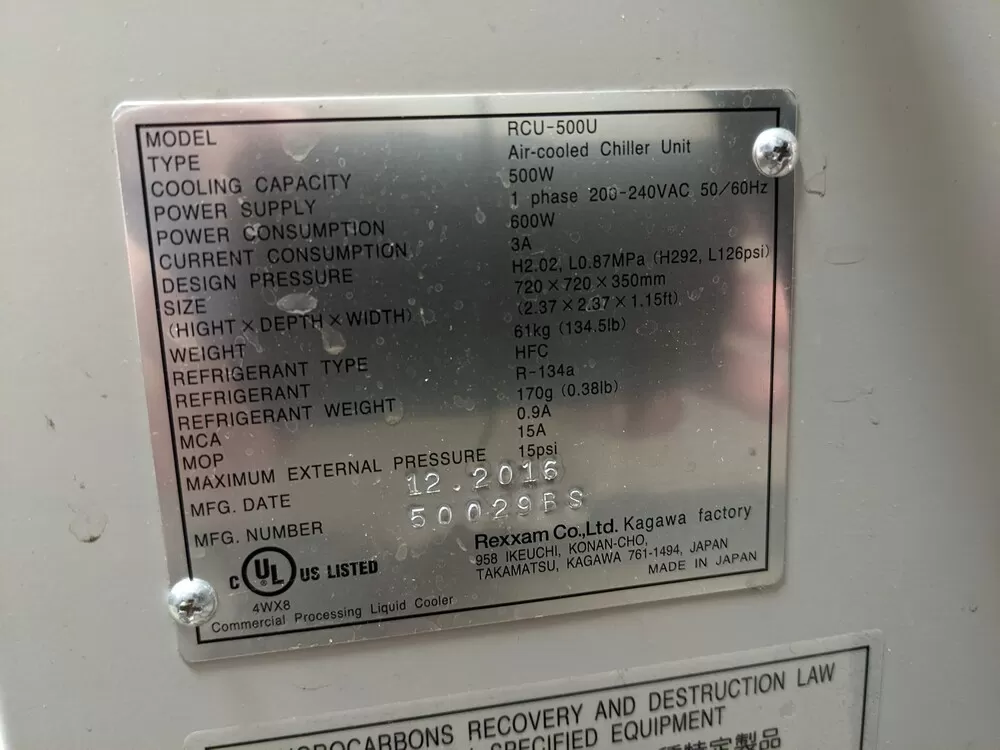 MODEL RCU-500U
TYPE Air-cooled Chiller Unit
COOLING CAPACITY 500W
POWER SUPPLY 1 phase 200-240VAC 50/60Hz
POWER CONSUMPTION 600W
CURRENT CONSUMPTION 3A
DESIGN PRESSURE H2.02, L0.87MPa (H292, L126psi)
SIZE 720×720×350mm
(HIGHT×DEPTH×WIDTH) (2.37×2.37×1.15ft)
WEIGHT 61kg (134.5lb)
REFRIGERANT TYPE HFC
REFRIGERANT R-134a
REFRIGERANT WEIGHT 170g (0.38lb)
MCA 0.9A
MOP 15A
MAXIMUM EXTERNAL PRESSURE 15psi
MFG. DATE 12.2016
MFG. NUMBER 50029BS
Rexxam Co.,Ltd. Kagawa factory
958 IKEUCHI, KONAN-CHO,
TAKAMATSU, KAGAWA 761-1494, JAPAN
MADE IN JAPAN
C UL US LISTED
4WX8
Commercial Processing Liquid Cooler
RECOVERY AND DESTRUCTION LAW
SPECIFIED EQUIPMENT
特定製品